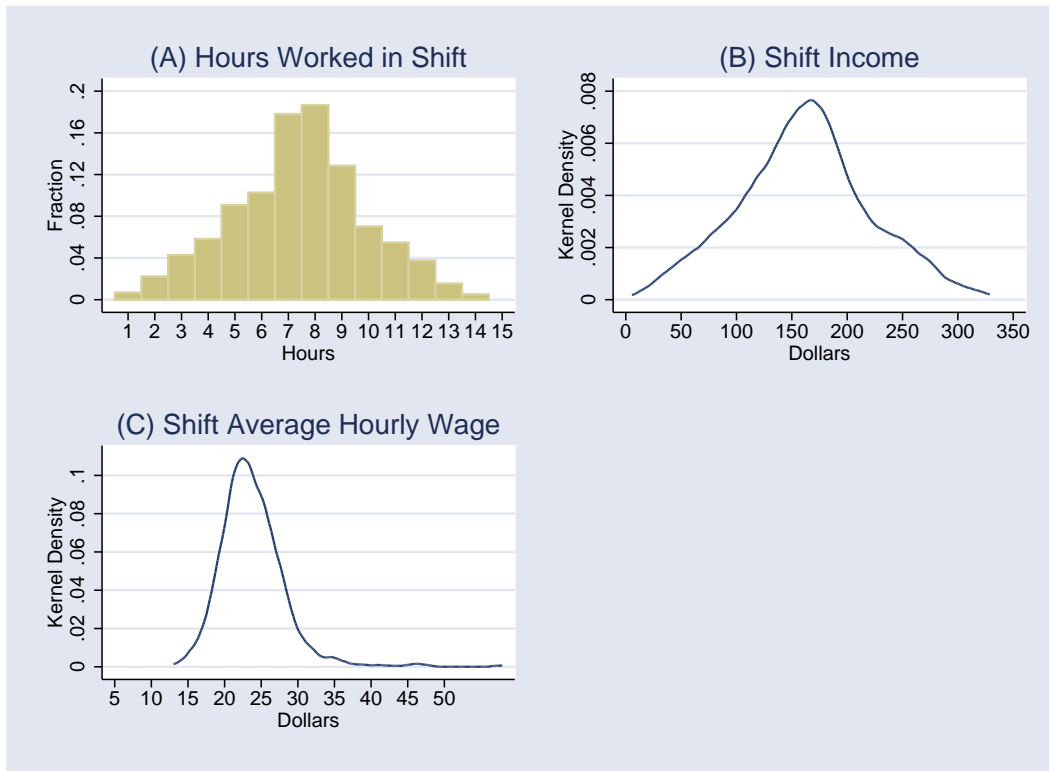 (A) Hours Worked in Shift
Fraction
.2
.16
.12
.08
.04
0
1 2 3 4 5 6 7 8 9 10 11 12 13 14 15
Hours
(B) Shift Income
Kernel Density
.008
.006
.004
.002
0
0 50 100 150 200 250 300 350
Dollars
(C) Shift Average Hourly Wage
Kernel Density
.1
.08
.06
.04
.02
0
5 10 15 20 25 30 35 40 45 50
Dollars